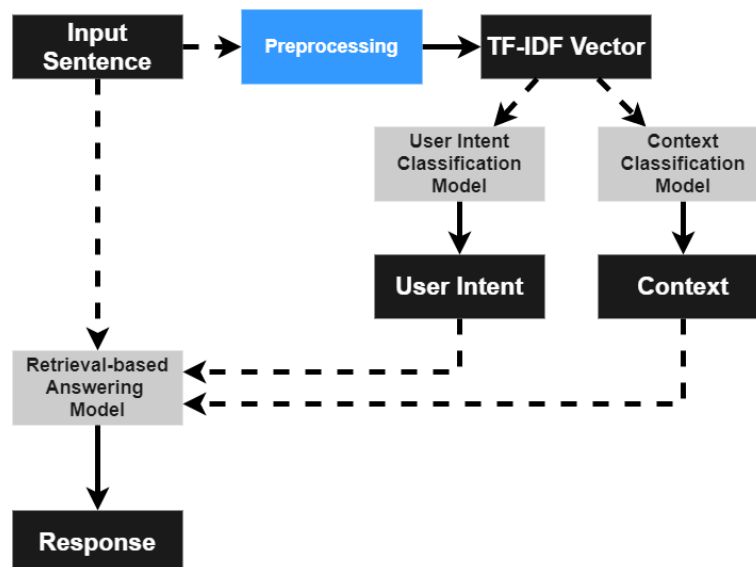 Input
Sentence
Preprocessing
TF-IDF Vector
User Intent
Classification
Model
Context
Classification
Model
User Intent
Context
Retrieval-based
Answering
Model
Response